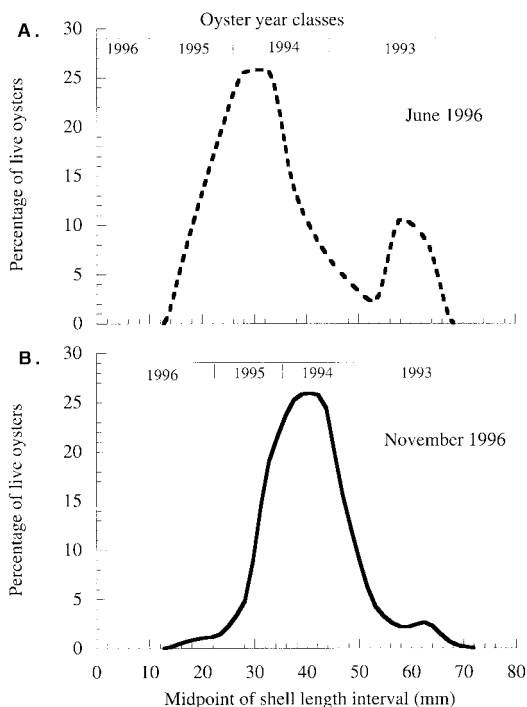 A.
Oyster year classes
30
1996
1995
1994
1993
25
June 1996
20
15
10
5
0
Percentage of live oysters
B.
30
1996
1995
1994
1993
25
November 1996
20
15
10
5
0
Percentage of live oysters
0 10 20 30 40 50 60 70 80
Midpoint of shell length interval (mm)